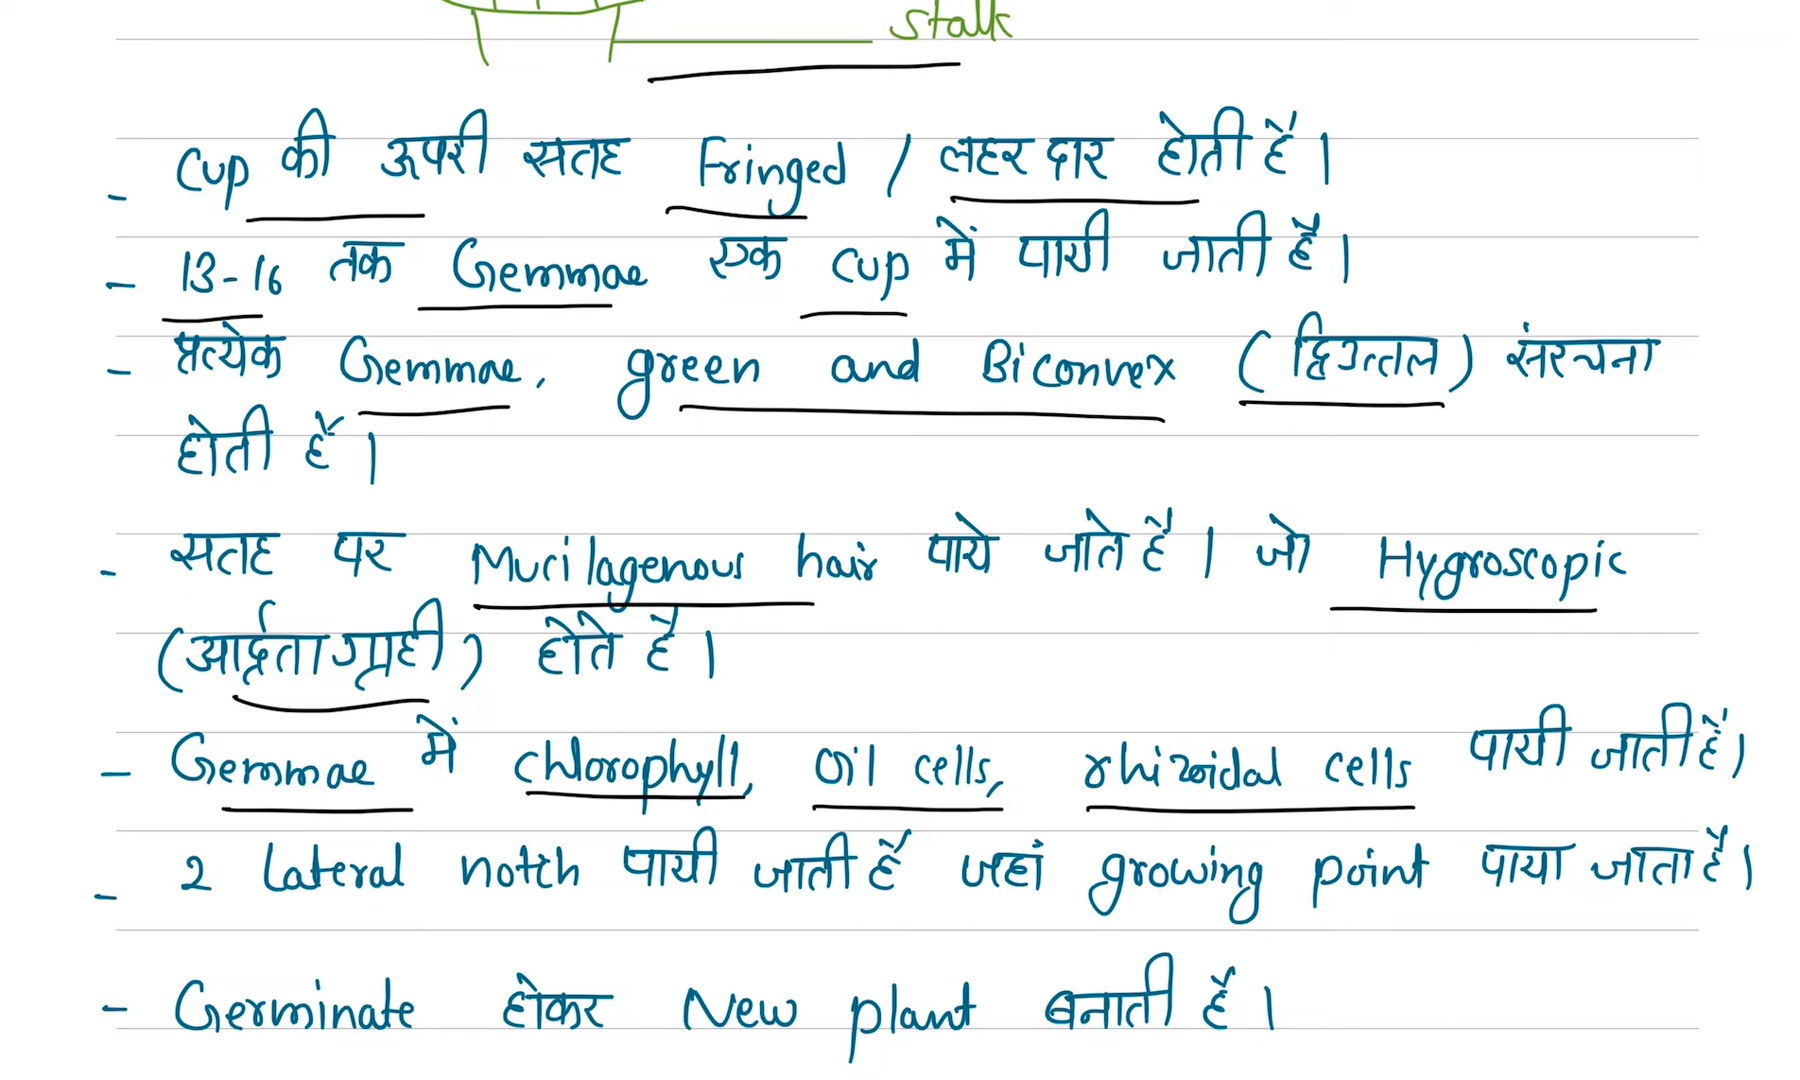 stalk
- Cup की ऊपरी सतह Fringed / लहरदार होती है।
- 13-16 तक Gemmae एक cup में पायी जाती है।
- प्रत्येक Gemmae, green and Biconvex (द्विउत्तल) संरचना
होती है।
- सतह पर Mucilagenous hair पाये जाते है। जो Hygroscopic
(आर्द्रताग्राही) होते है।
- Gemmae में chlorophyll, oil cells, rhizoidal cells पायी जाती है।
- 2 lateral notch पायी जाती है जहां growing point पाया जाता है।
- Germinate होकर New plant बनाती है।